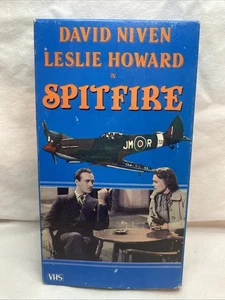 DAVID NIVEN
LESLIE HOWARD
IN
SPITFIRE
JM R
VHS